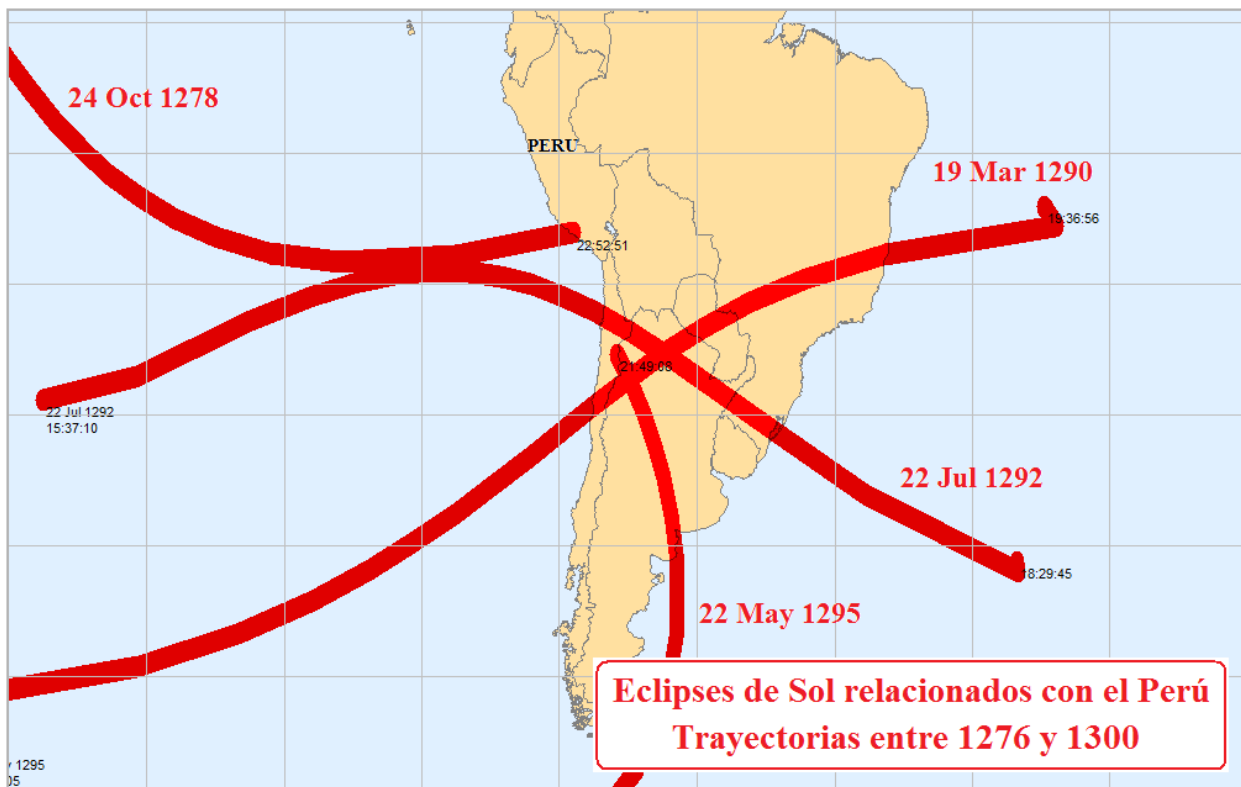 24 Oct 1278
PERU
19 Mar 1290
19:36:56
22:52:51
21:49:08
22 Jul 1292
15:37:10
22 Jul 1292
18:29:45
22 May 1295
Eclipses de Sol relacionados con el Perú
Trayectorias entre 1276 y 1300
1295
05